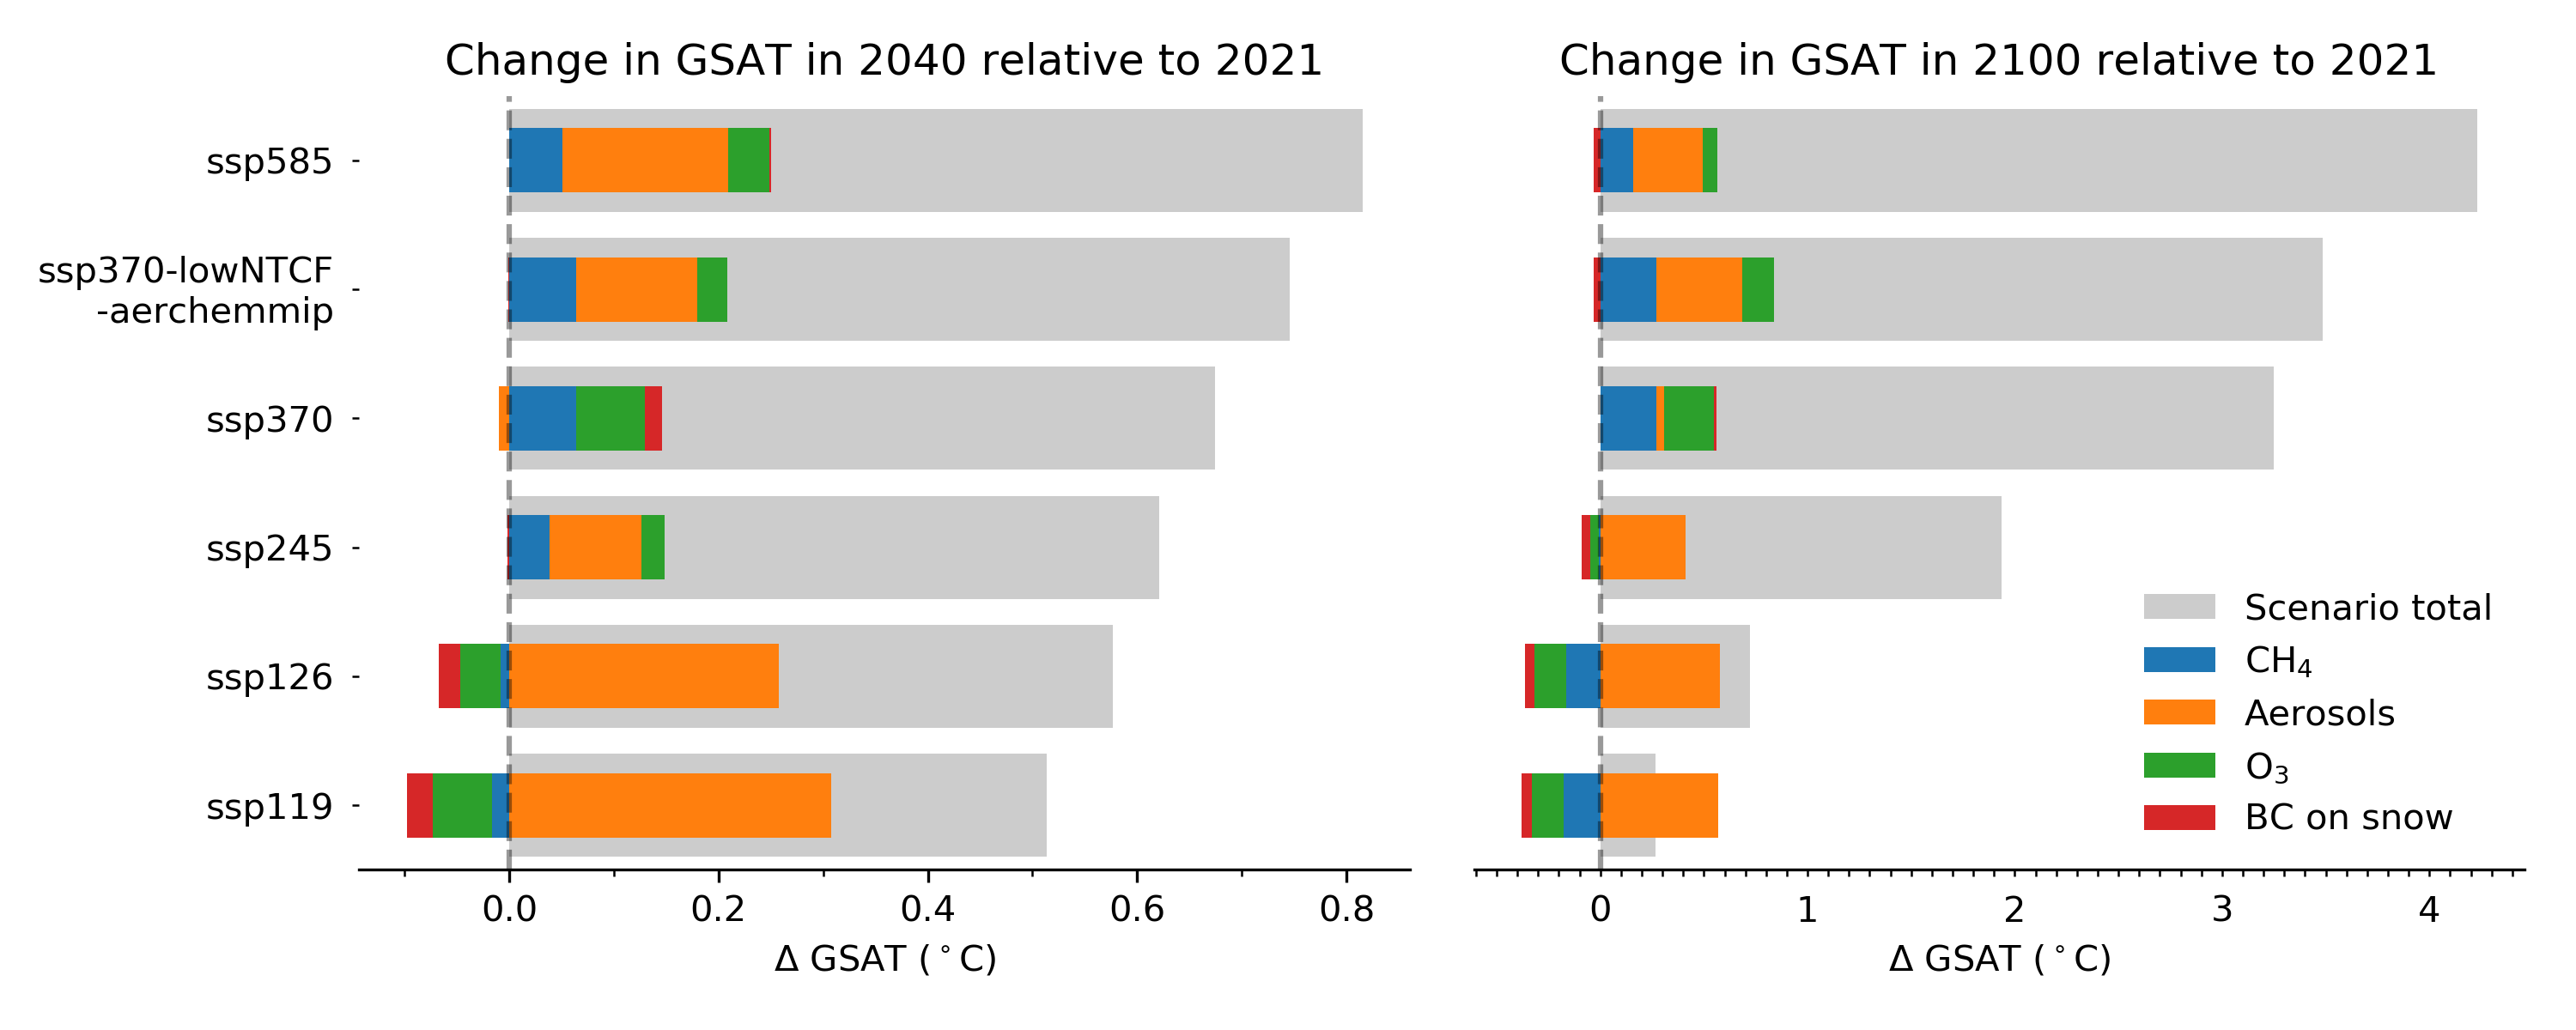 Change in GSAT in 2040 relative to 2021
ssp585
ssp370-lowNTCF
-aerchemmip
ssp370
ssp245
ssp126
ssp119
0.0 0.2 0.4 0.6 0.8
Δ GSAT (°C)
Change in GSAT in 2100 relative to 2021
Scenario total
CH₄
Aerosols
O₃
BC on snow
0 1 2 3 4
Δ GSAT (°C)